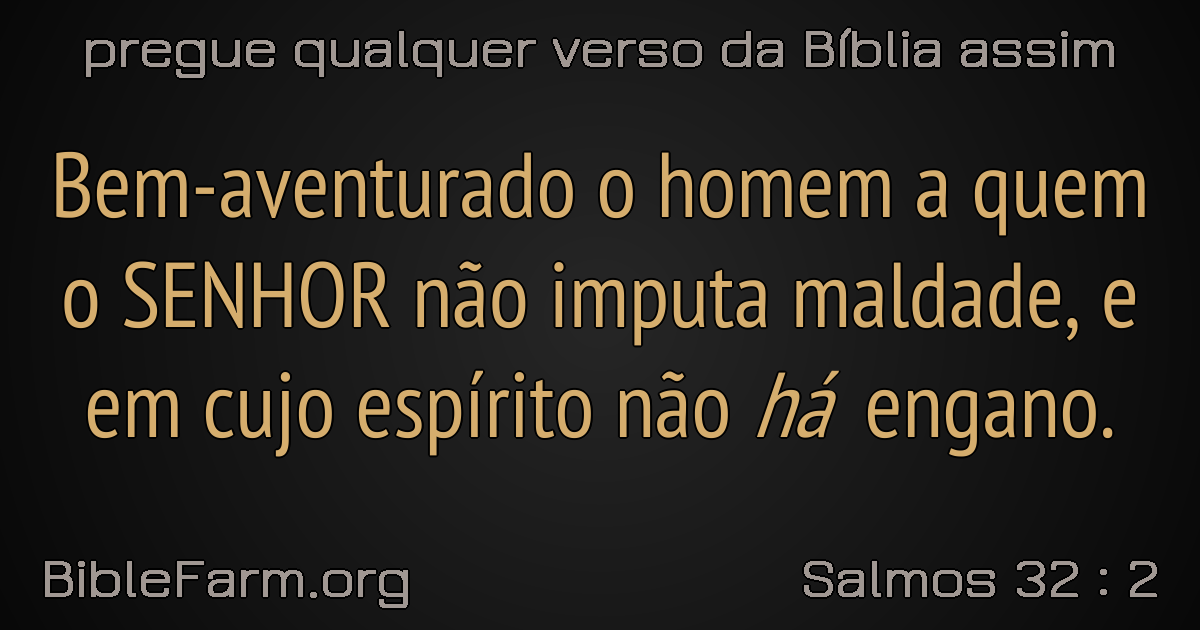 pregue qualquer verso da Bíblia assim
Bem-aventurado o homem a quem
o SENHOR não imputa maldade, e
em cujo espírito não há engano.
BibleFarm.org
Salmos 32 : 2